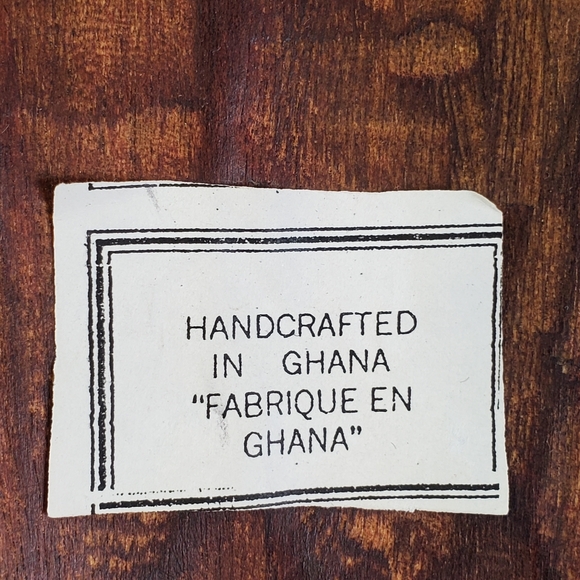 HANDCRAFTED
IN GHANA
“FABRIQUE EN
GHANA”